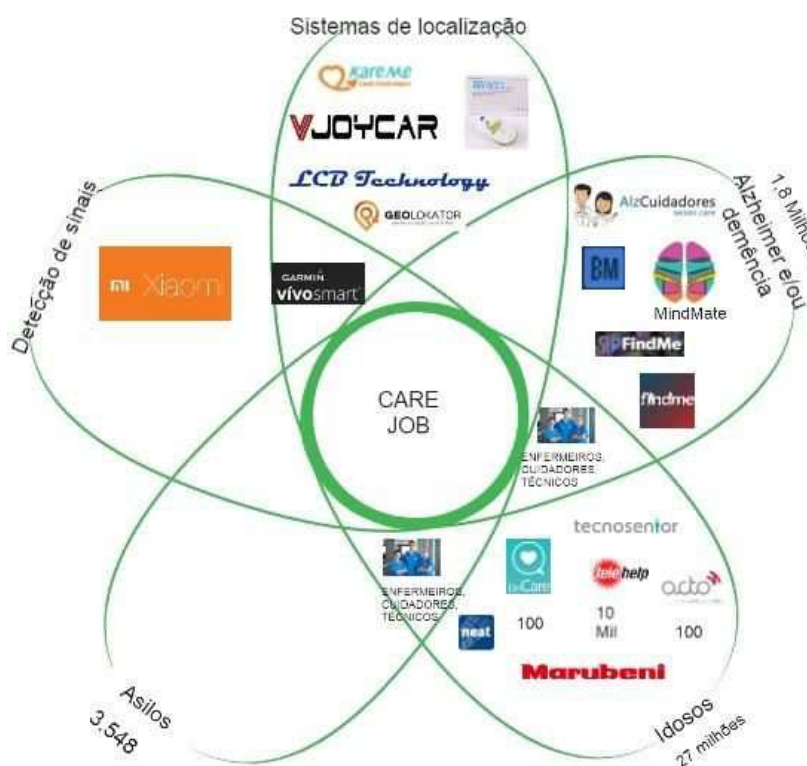 Sistemas de localização
KareMe
VJOYCAR
LCB Technology
GEOLOKATOR
Detecção de sinais
MI Xiaomi
GARMIN
vívosmart
1,8 Milhões
Alzheimer e/ou
demência
AlzCuidadores
BM
MindMate
FindMe
findme
CARE
JOB
ENFERMEIROS,
CUIDADORES,
TÉCNICOS
ENFERMEIROS,
CUIDADORES,
TÉCNICOS
tecnosenior
telehelp
acto
neat
100
10
Mil
100
Marubeni
Asilos
3.548
Idosos
27 milhões